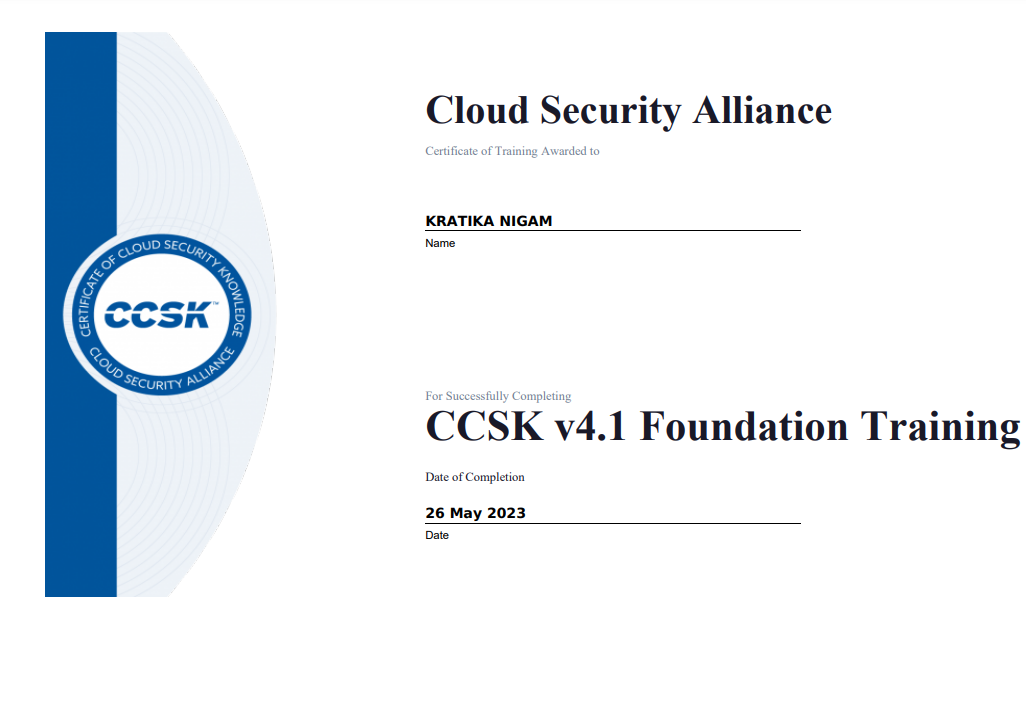 Cloud Security Alliance
Certificate of Training Awarded to
KRATIKA NIGAM
Name
CERTIFICATE OF CLOUD SECURITY KNOWLEDGE
CCSK™
CLOUD SECURITY ALLIANCE
For Successfully Completing
CCSK v4.1 Foundation Training
Date of Completion
26 May 2023
Date